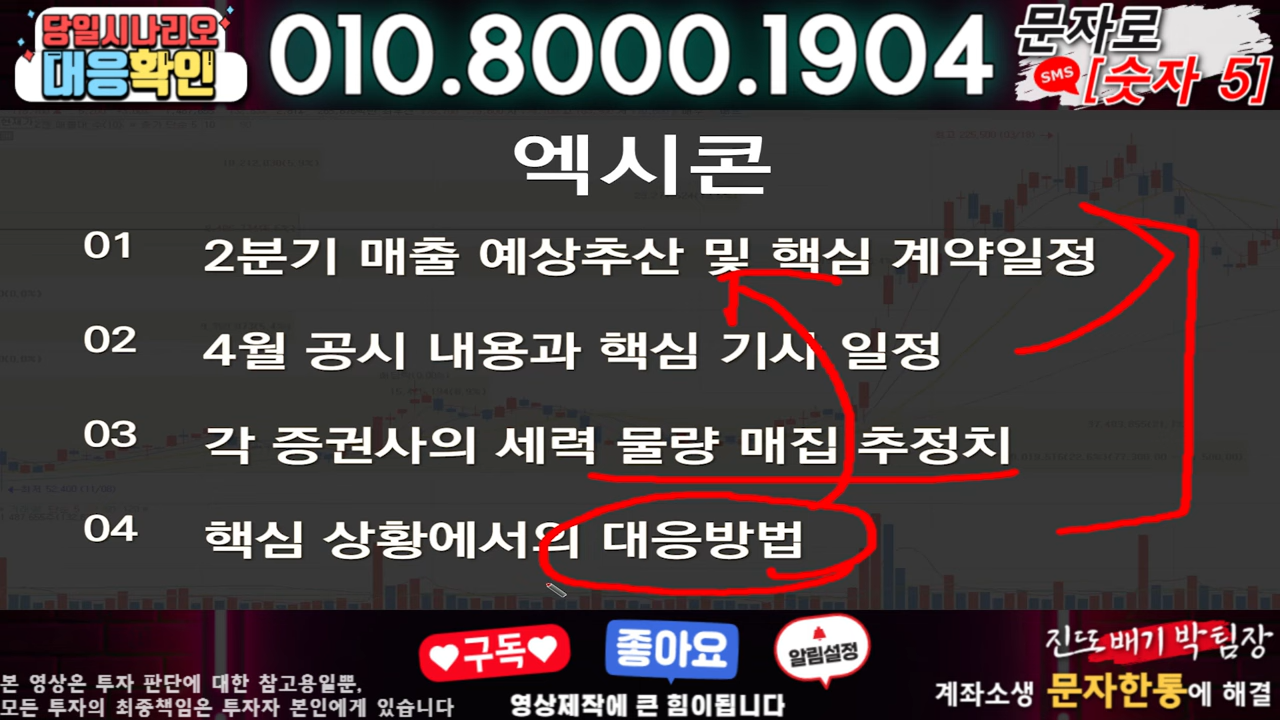 당일시나리오
대응확인
010.8000.1904
문자로
SMS
[숫자 5]
엑시콘
01 2분기 매출 예상추산 및 핵심 계약일정
02 4월 공시 내용과 핵심 기사 일정
03 각 증권사의 세력 물량 매집 추정치
04 핵심 상황에서의 대응방법
구독
좋아요
알림설정
영상제작에 큰 힘이됩니다
본 영상은 투자 판단에 대한 참고용일뿐,
모든 투자의 최종책임은 투자자 본인에게 있습니다
진또배기 박팀장
계좌소생 문자한통에 해결